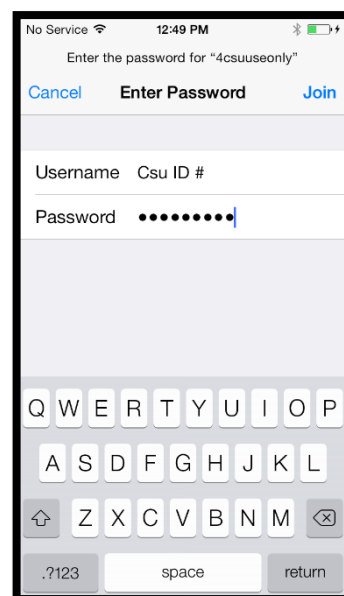 No Service 12:49 PM
Enter the password for “4csuuseonly”
Cancel Enter Password Join
Username Csu ID #
Password ●●●●●●●●●
Q W E R T Y U I O P
A S D F G H J K L
Z X C V B N M
.?123 space return